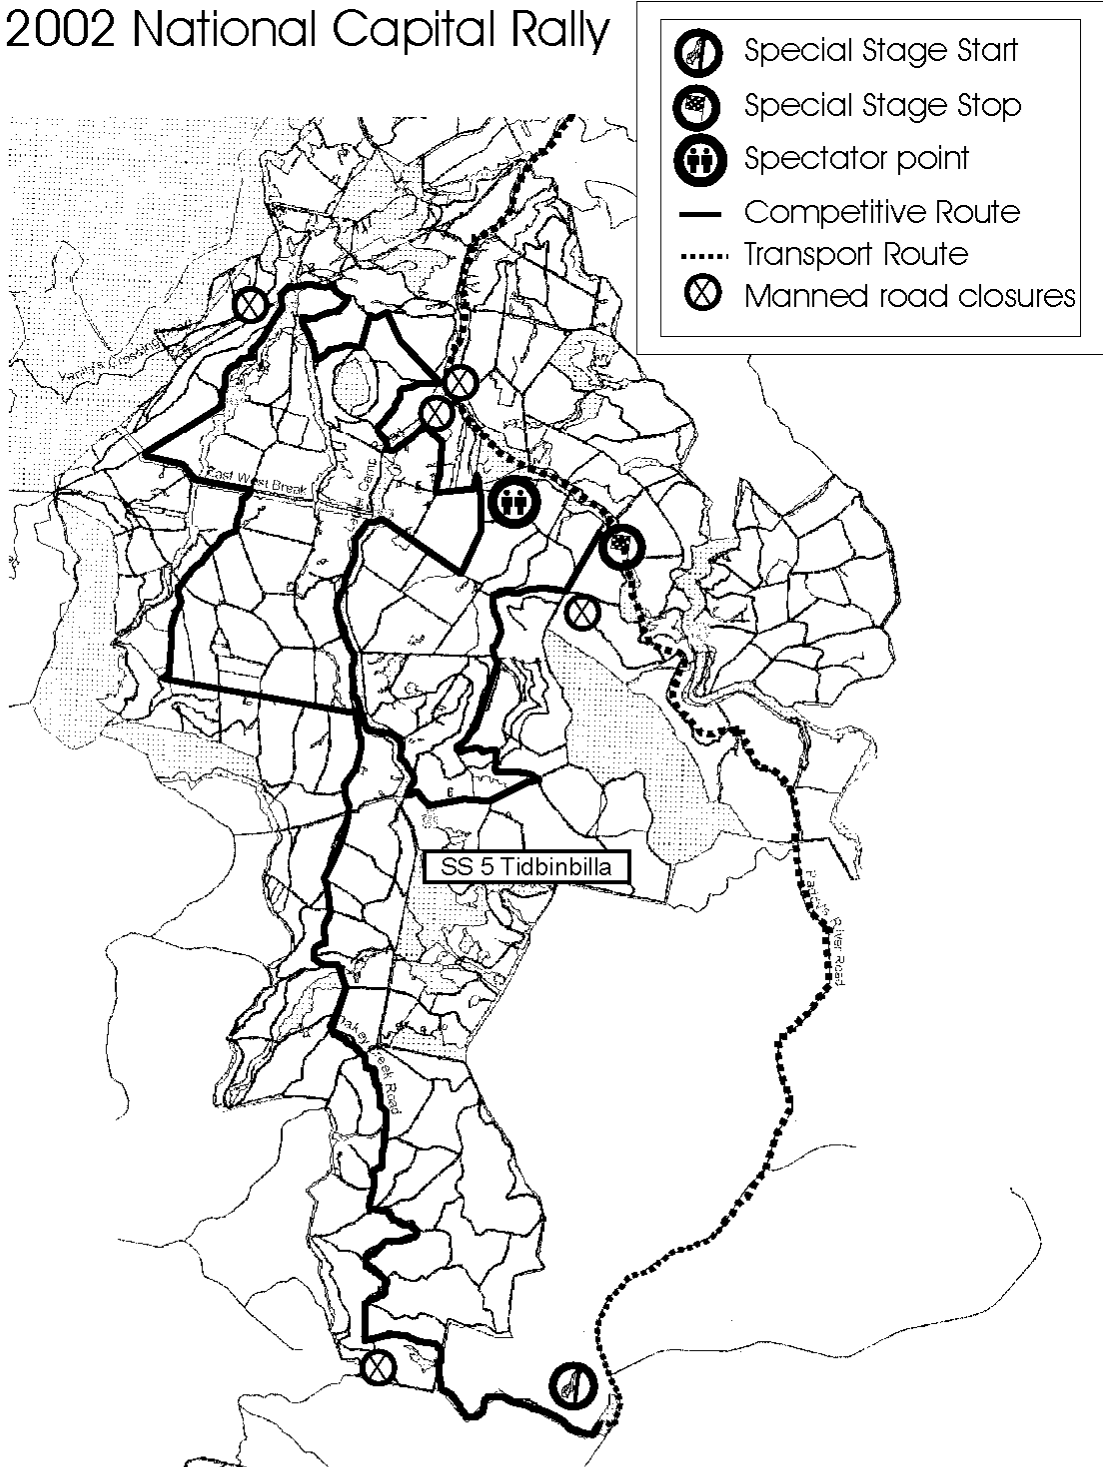 2002 National Capital Rally
Special Stage Start
Special Stage Stop
Spectator point
Competitive Route
Transport Route
Manned road closures
East West Break
Camp
SS 5 Tidbinbilla
River Road
Creek Road